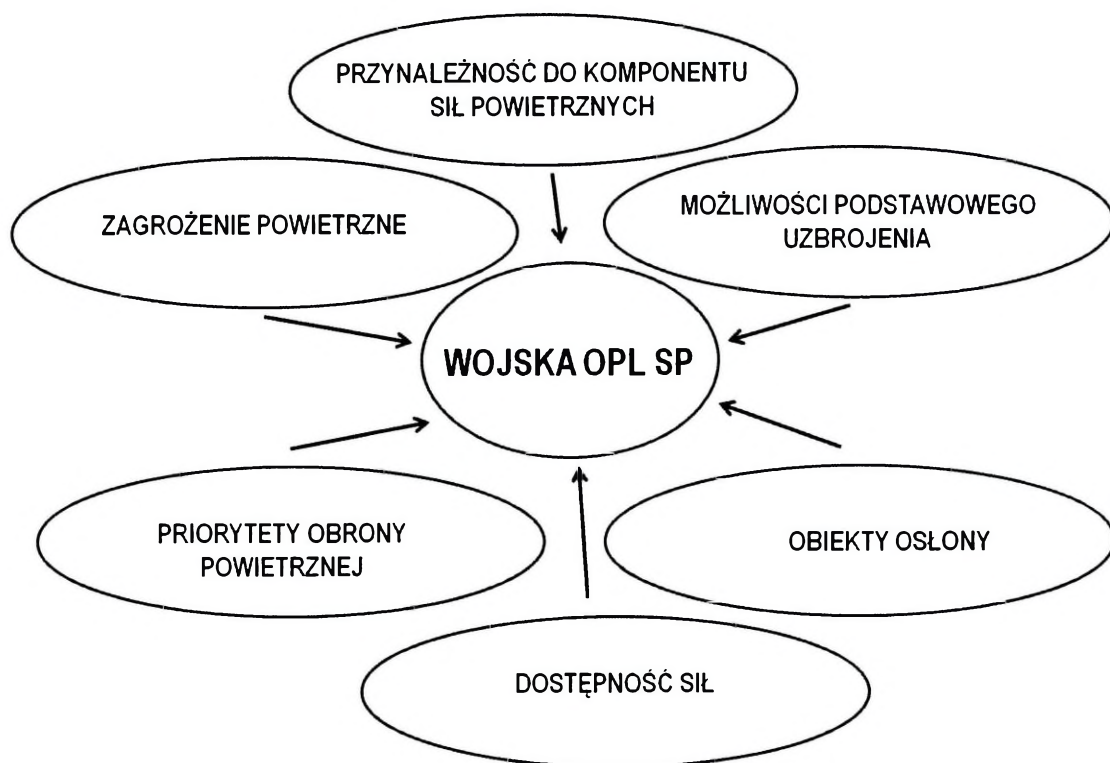 PRZYNALEŻNOŚĆ DO KOMPONENTU
SIŁ POWIETRZNYCH
ZAGROŻENIE POWIETRZNE
MOŻLIWOŚCI PODSTAWOWEGO
UZBROJENIA
WOJSKA OPL SP
PRIORYTETY OBRONY
POWIETRZNEJ
OBIEKTY OSŁONY
DOSTĘPNOŚĆ SIŁ